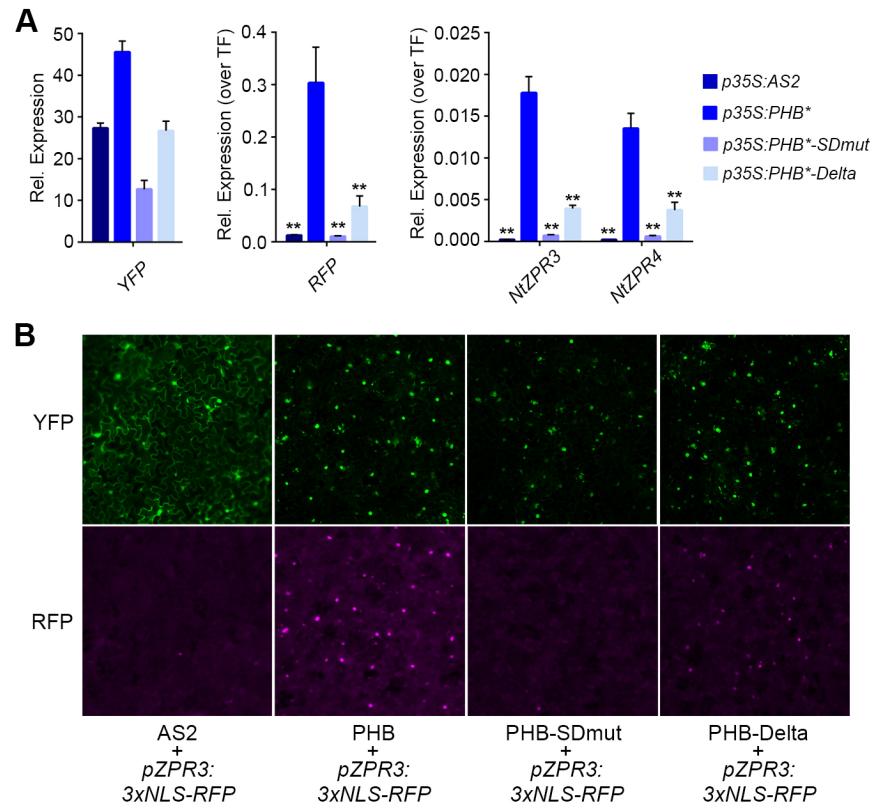 A
Rel. Expression
50
40
30
20
10
0
YFP
Rel. Expression (over TF)
0.4
0.3
0.2
0.1
0.0
** ** **
RFP
Rel. Expression (over TF)
0.025
0.020
0.015
0.010
0.005
0.000
** ** ** ** ** **
NtZPR3
NtZPR4
p35S:AS2
p35S:PHB*
p35S:PHB*-SDmut
p35S:PHB*-Delta
B
YFP
RFP
AS2
+
pZPR3:
3xNLS-RFP
PHB
+
pZPR3:
3xNLS-RFP
PHB-SDmut
+
pZPR3:
3xNLS-RFP
PHB-Delta
+
pZPR3:
3xNLS-RFP